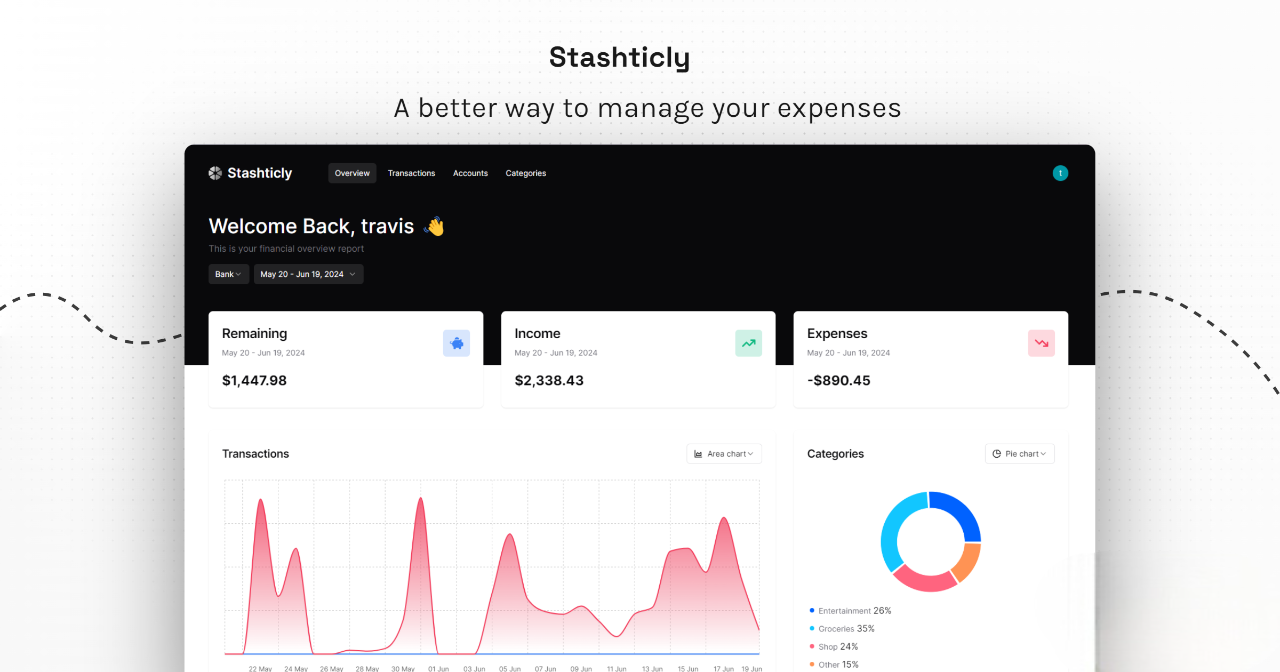 Stashticly
A better way to manage your expenses
Stashticly Overview Transactions Accounts Categories t
Welcome Back, travis 👋
This is your financial overview report
Bank May 20 - Jun 19, 2024
Remaining
May 20 - Jun 19, 2024
$1,447.98
Income
May 20 - Jun 19, 2024
$2,338.43
Expenses
May 20 - Jun 19, 2024
-$890.45
Transactions Area chart
22 May 24 May 26 May 28 May 30 May 01 Jun 03 Jun 05 Jun 07 Jun 09 Jun 11 Jun 13 Jun 15 Jun 17 Jun 19 Jun
Categories Pie chart
Entertainment 26%
Groceries 35%
Shop 24%
Other 15%